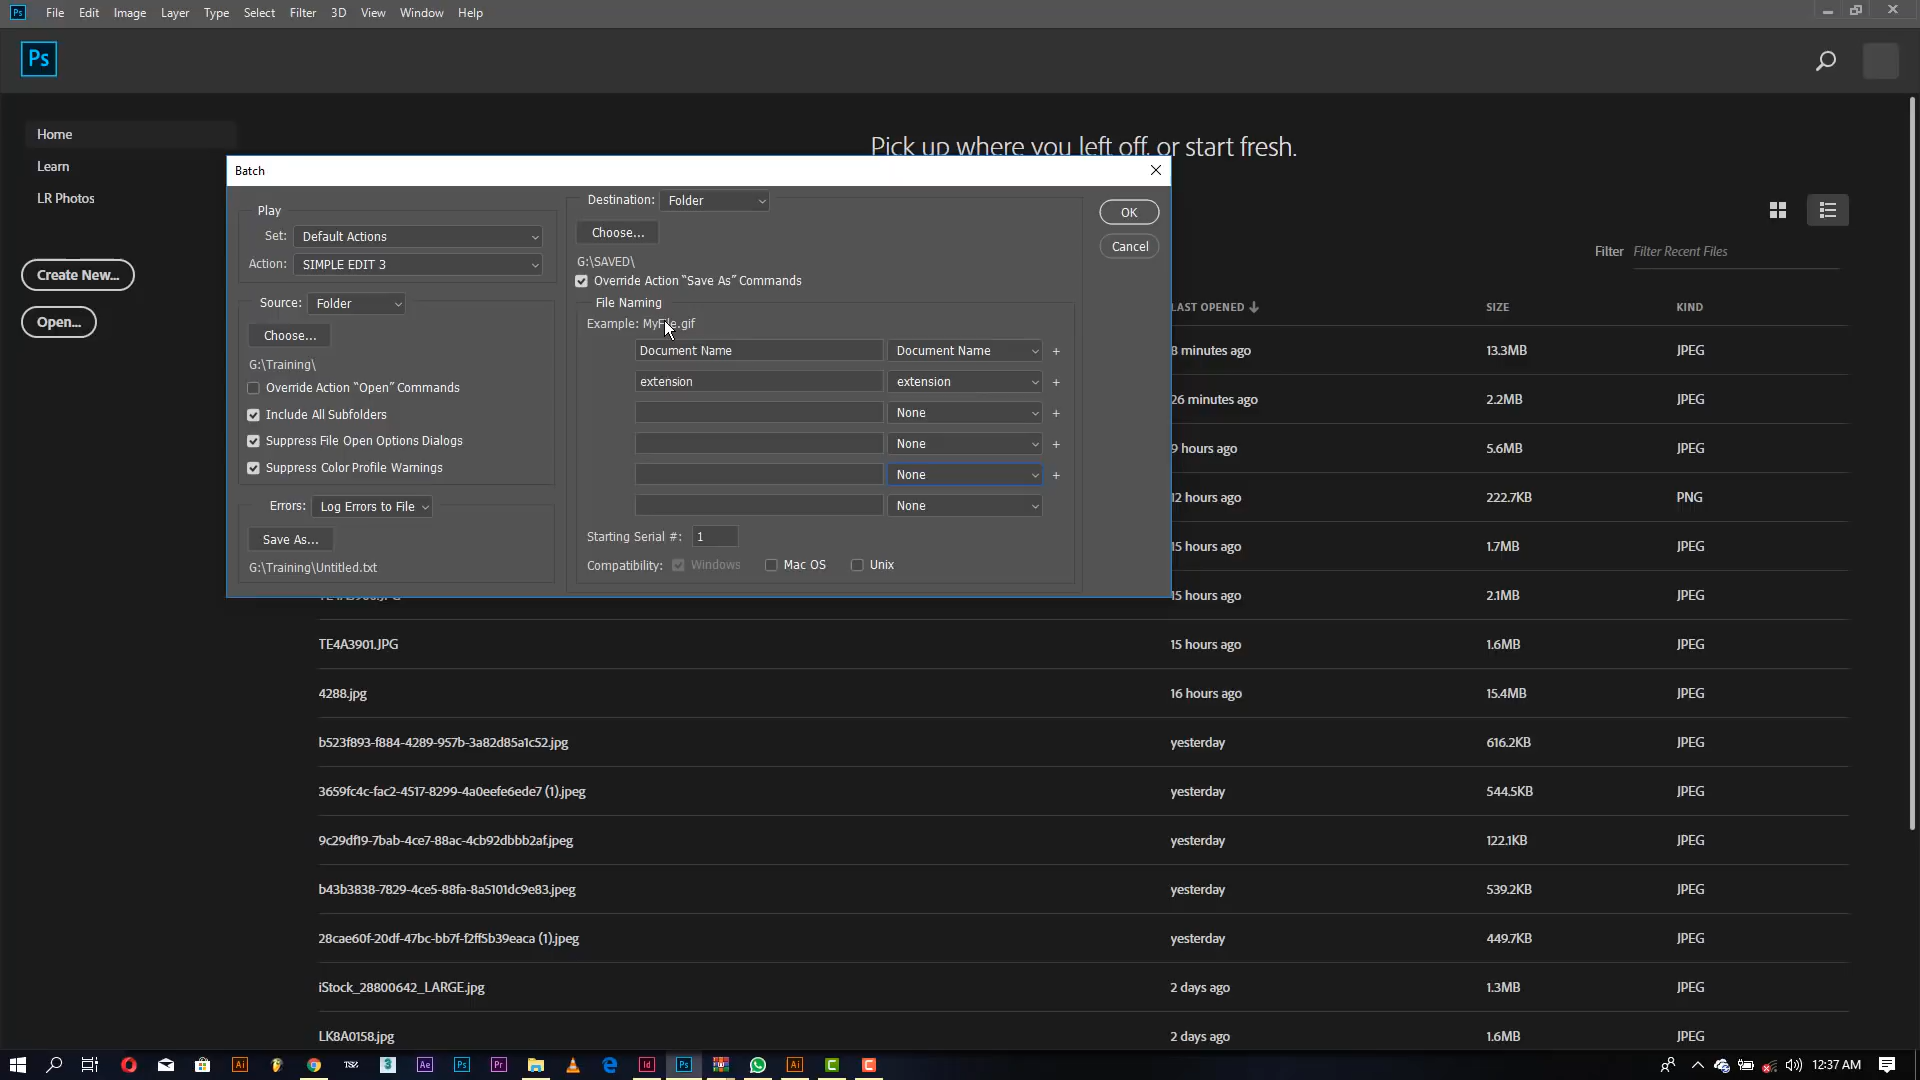 Ps File Edit Image Layer Type Select Filter 3D View Window Help
Ps
Home
Learn
LR Photos
Create New...
Open...
Pick up where you left off, or start fresh.
Filter Filter Recent Files
LAST OPENED SIZE KIND
8 minutes ago 13.3MB JPEG
26 minutes ago 2.2MB JPEG
9 hours ago 5.6MB JPEG
12 hours ago 222.7KB PNG
15 hours ago 1.7MB JPEG
15 hours ago 2.1MB JPEG
TE4A3901.JPG 15 hours ago 1.6MB JPEG
4288.jpg 16 hours ago 15.4MB JPEG
b523f893-f884-4289-957b-3a82d85a1c52.jpg yesterday 616.2KB JPEG
3659fc4c-fac2-4517-8299-4a0eefe6ede7 (1).jpeg yesterday 544.5KB JPEG
9c29df19-7bab-4ce7-88ac-4cb92dbbb2af.jpeg yesterday 122.1KB JPEG
b43b3838-7829-4ce5-88fa-8a5101dc9e83.jpeg yesterday 539.2KB JPEG
28cae60f-20df-47bc-bb7f-f2ff5b39eaca (1).jpeg yesterday 449.7KB JPEG
iStock_28800642_LARGE.jpg 2 days ago 1.3MB JPEG
LK8A0158.jpg 2 days ago 1.6MB JPEG
Batch
Play
Set: Default Actions
Action: SIMPLE EDIT 3
Source: Folder
Choose...
G:\Training\
Override Action “Open” Commands
Include All Subfolders
Suppress File Open Options Dialogs
Suppress Color Profile Warnings
Errors: Log Errors to File
Save As...
G:\Training\Untitled.txt
Destination: Folder
Choose...
G:\SAVED\
Override Action “Save As” Commands
File Naming
Example: MyFile.gif
Document Name Document Name +
extension extension +
None +
None +
None +
None
Starting Serial #: 1
Compatibility: Windows Mac OS Unix
OK
Cancel
Ai TSX 3 Ae Ps Pr Id Ps Ai C C 12:37 AM